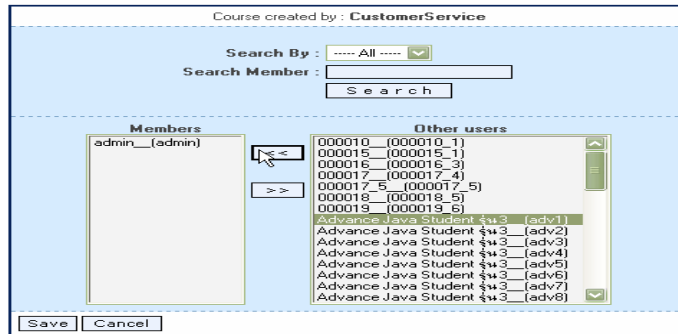 Course created by : CustomerService
Search By : ----- All -----
Search Member :
Search
Members
Other users
admin__(admin)
<<
>>
000010__(000010_1)
000015__(000015_1)
000016__(000016_3)
000017__(000017_4)
000017_5__(000017_5)
000018__(000018_5)
000019__(000019_6)
Advance Java Student รุ่น3__(adv1)
Advance Java Student รุ่น3__(adv2)
Advance Java Student รุ่น3__(adv3)
Advance Java Student รุ่น3__(adv4)
Advance Java Student รุ่น3__(adv5)
Advance Java Student รุ่น3__(adv6)
Advance Java Student รุ่น3__(adv7)
Advance Java Student รุ่น3__(adv8)
Save Cancel